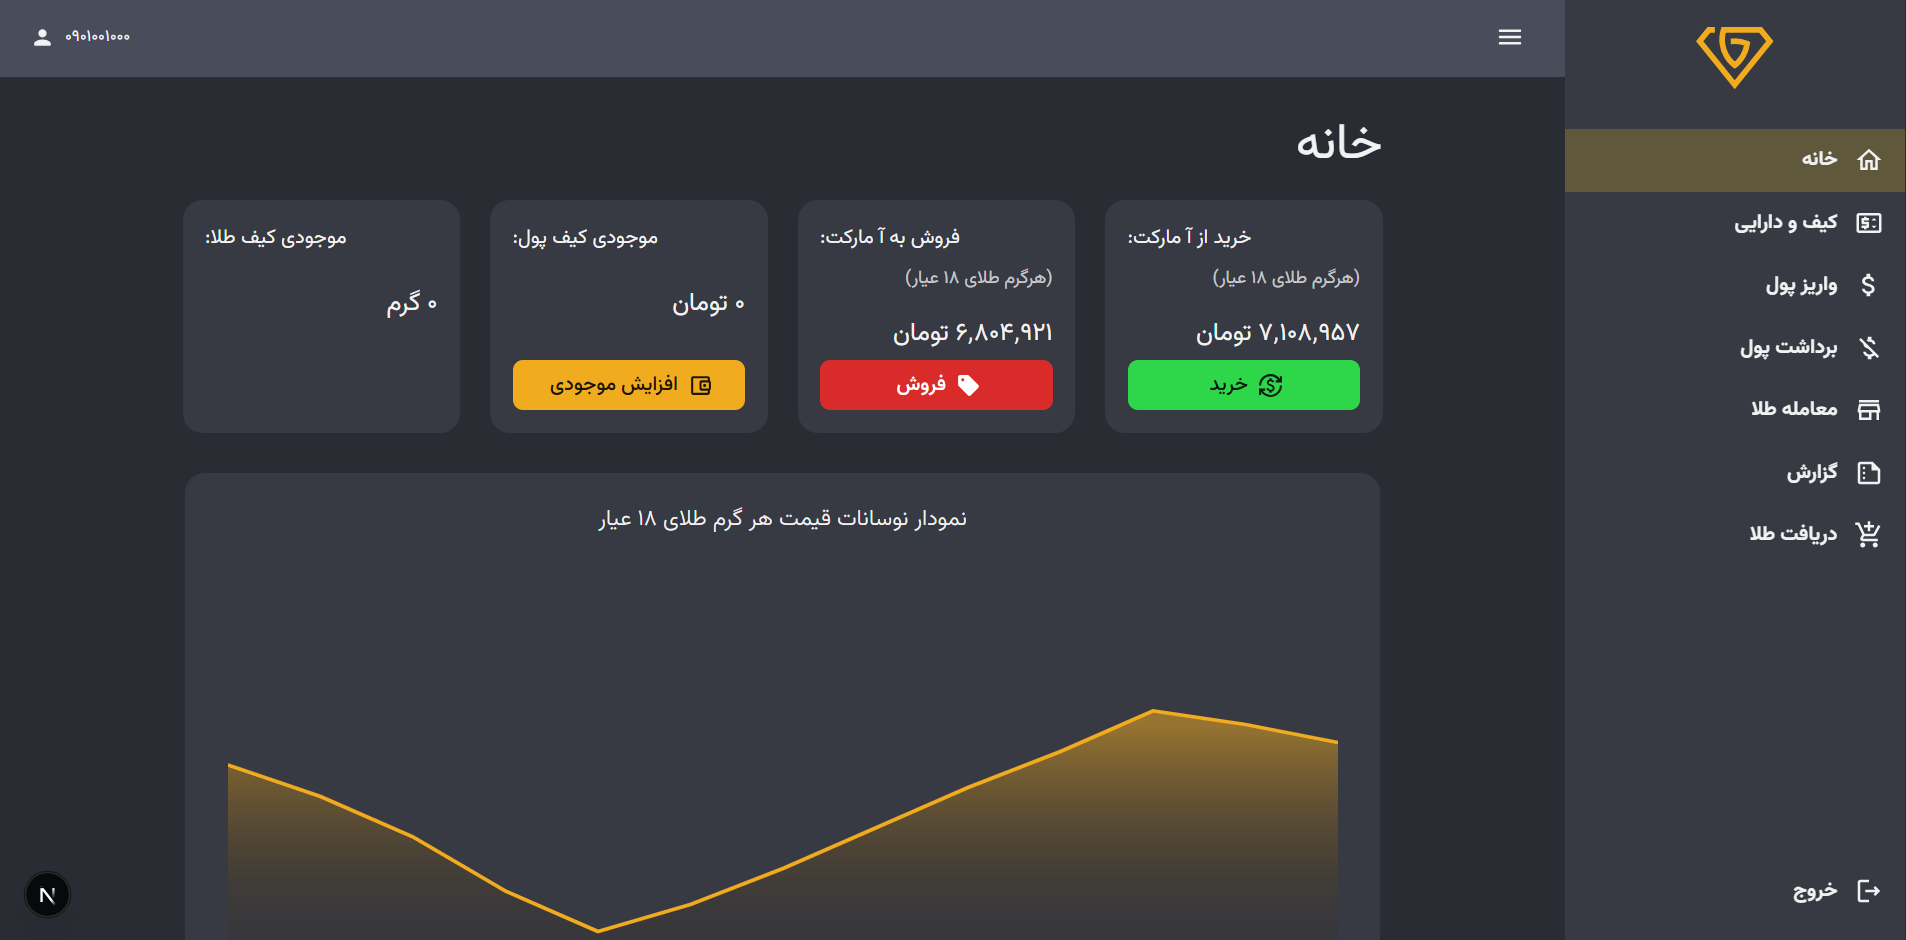 ۰۹۰۱۰۰۱۰۰۰
خانه
کیف و دارایی
واریز پول
برداشت پول
معامله طلا
گزارش
دریافت طلا
خروج
خانه
خرید از آ مارکت:
(هرگرم طلای ۱۸ عیار)
۷,۱۰۸,۹۵۷ تومان
خرید
فروش به آ مارکت:
(هرگرم طلای ۱۸ عیار)
۶,۸۰۴,۹۲۱ تومان
فروش
موجودی کیف پول:
۰ تومان
افزایش موجودی
موجودی کیف طلا:
۰ گرم
نمودار نوسانات قیمت هر گرم طلای ۱۸ عیار
N